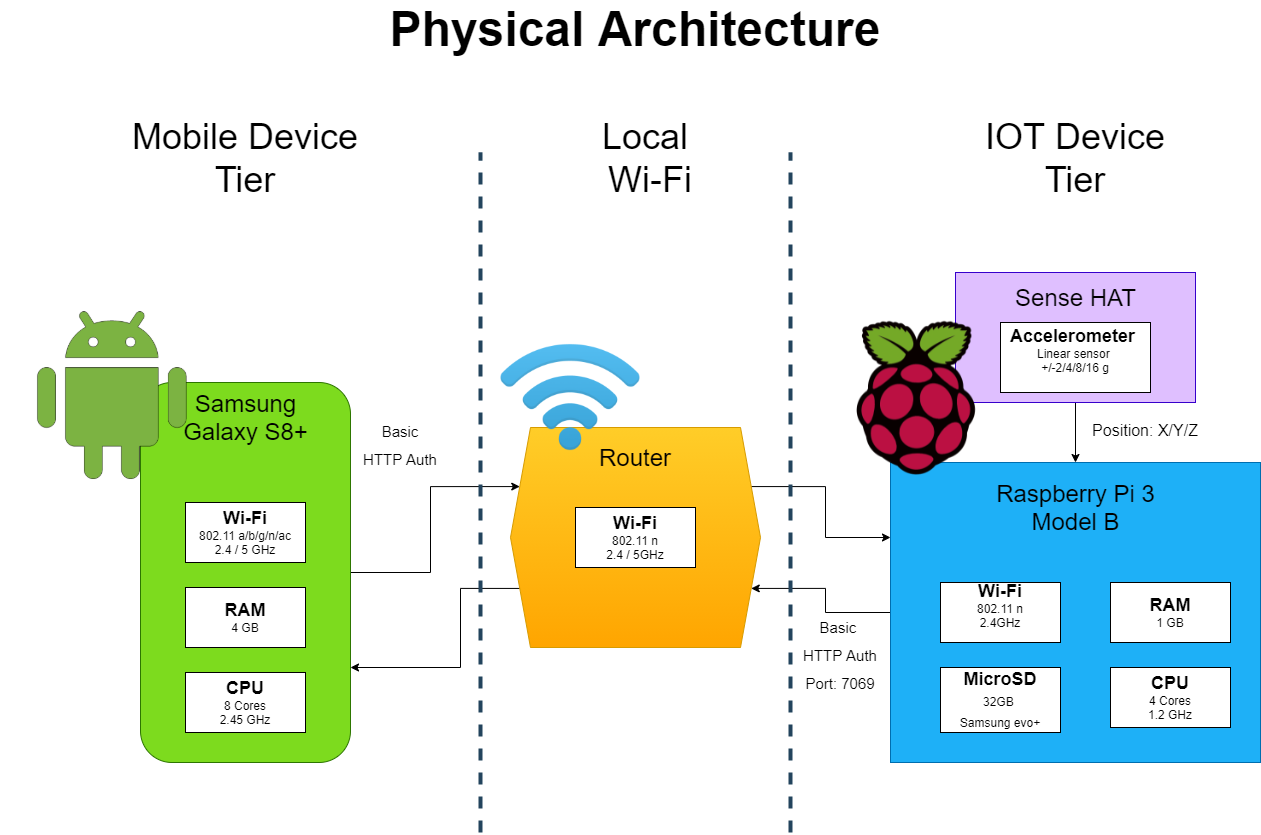 Physical Architecture
Mobile Device
Tier
Local
Wi-Fi
IOT Device
Tier
Samsung
Galaxy S8+
Wi-Fi
802.11 a/b/g/n/ac
2.4 / 5 GHz
RAM
4 GB
CPU
8 Cores
2.45 GHz
Basic
HTTP Auth
Router
Wi-Fi
802.11 n
2.4 / 5GHz
Basic
HTTP Auth
Port: 7069
Sense HAT
Accelerometer
Linear sensor
+/-2/4/8/16 g
Position: X/Y/Z
Raspberry Pi 3
Model B
Wi-Fi
802.11 n
2.4GHz
RAM
1 GB
MicroSD
32GB
Samsung evo+
CPU
4 Cores
1.2 GHz